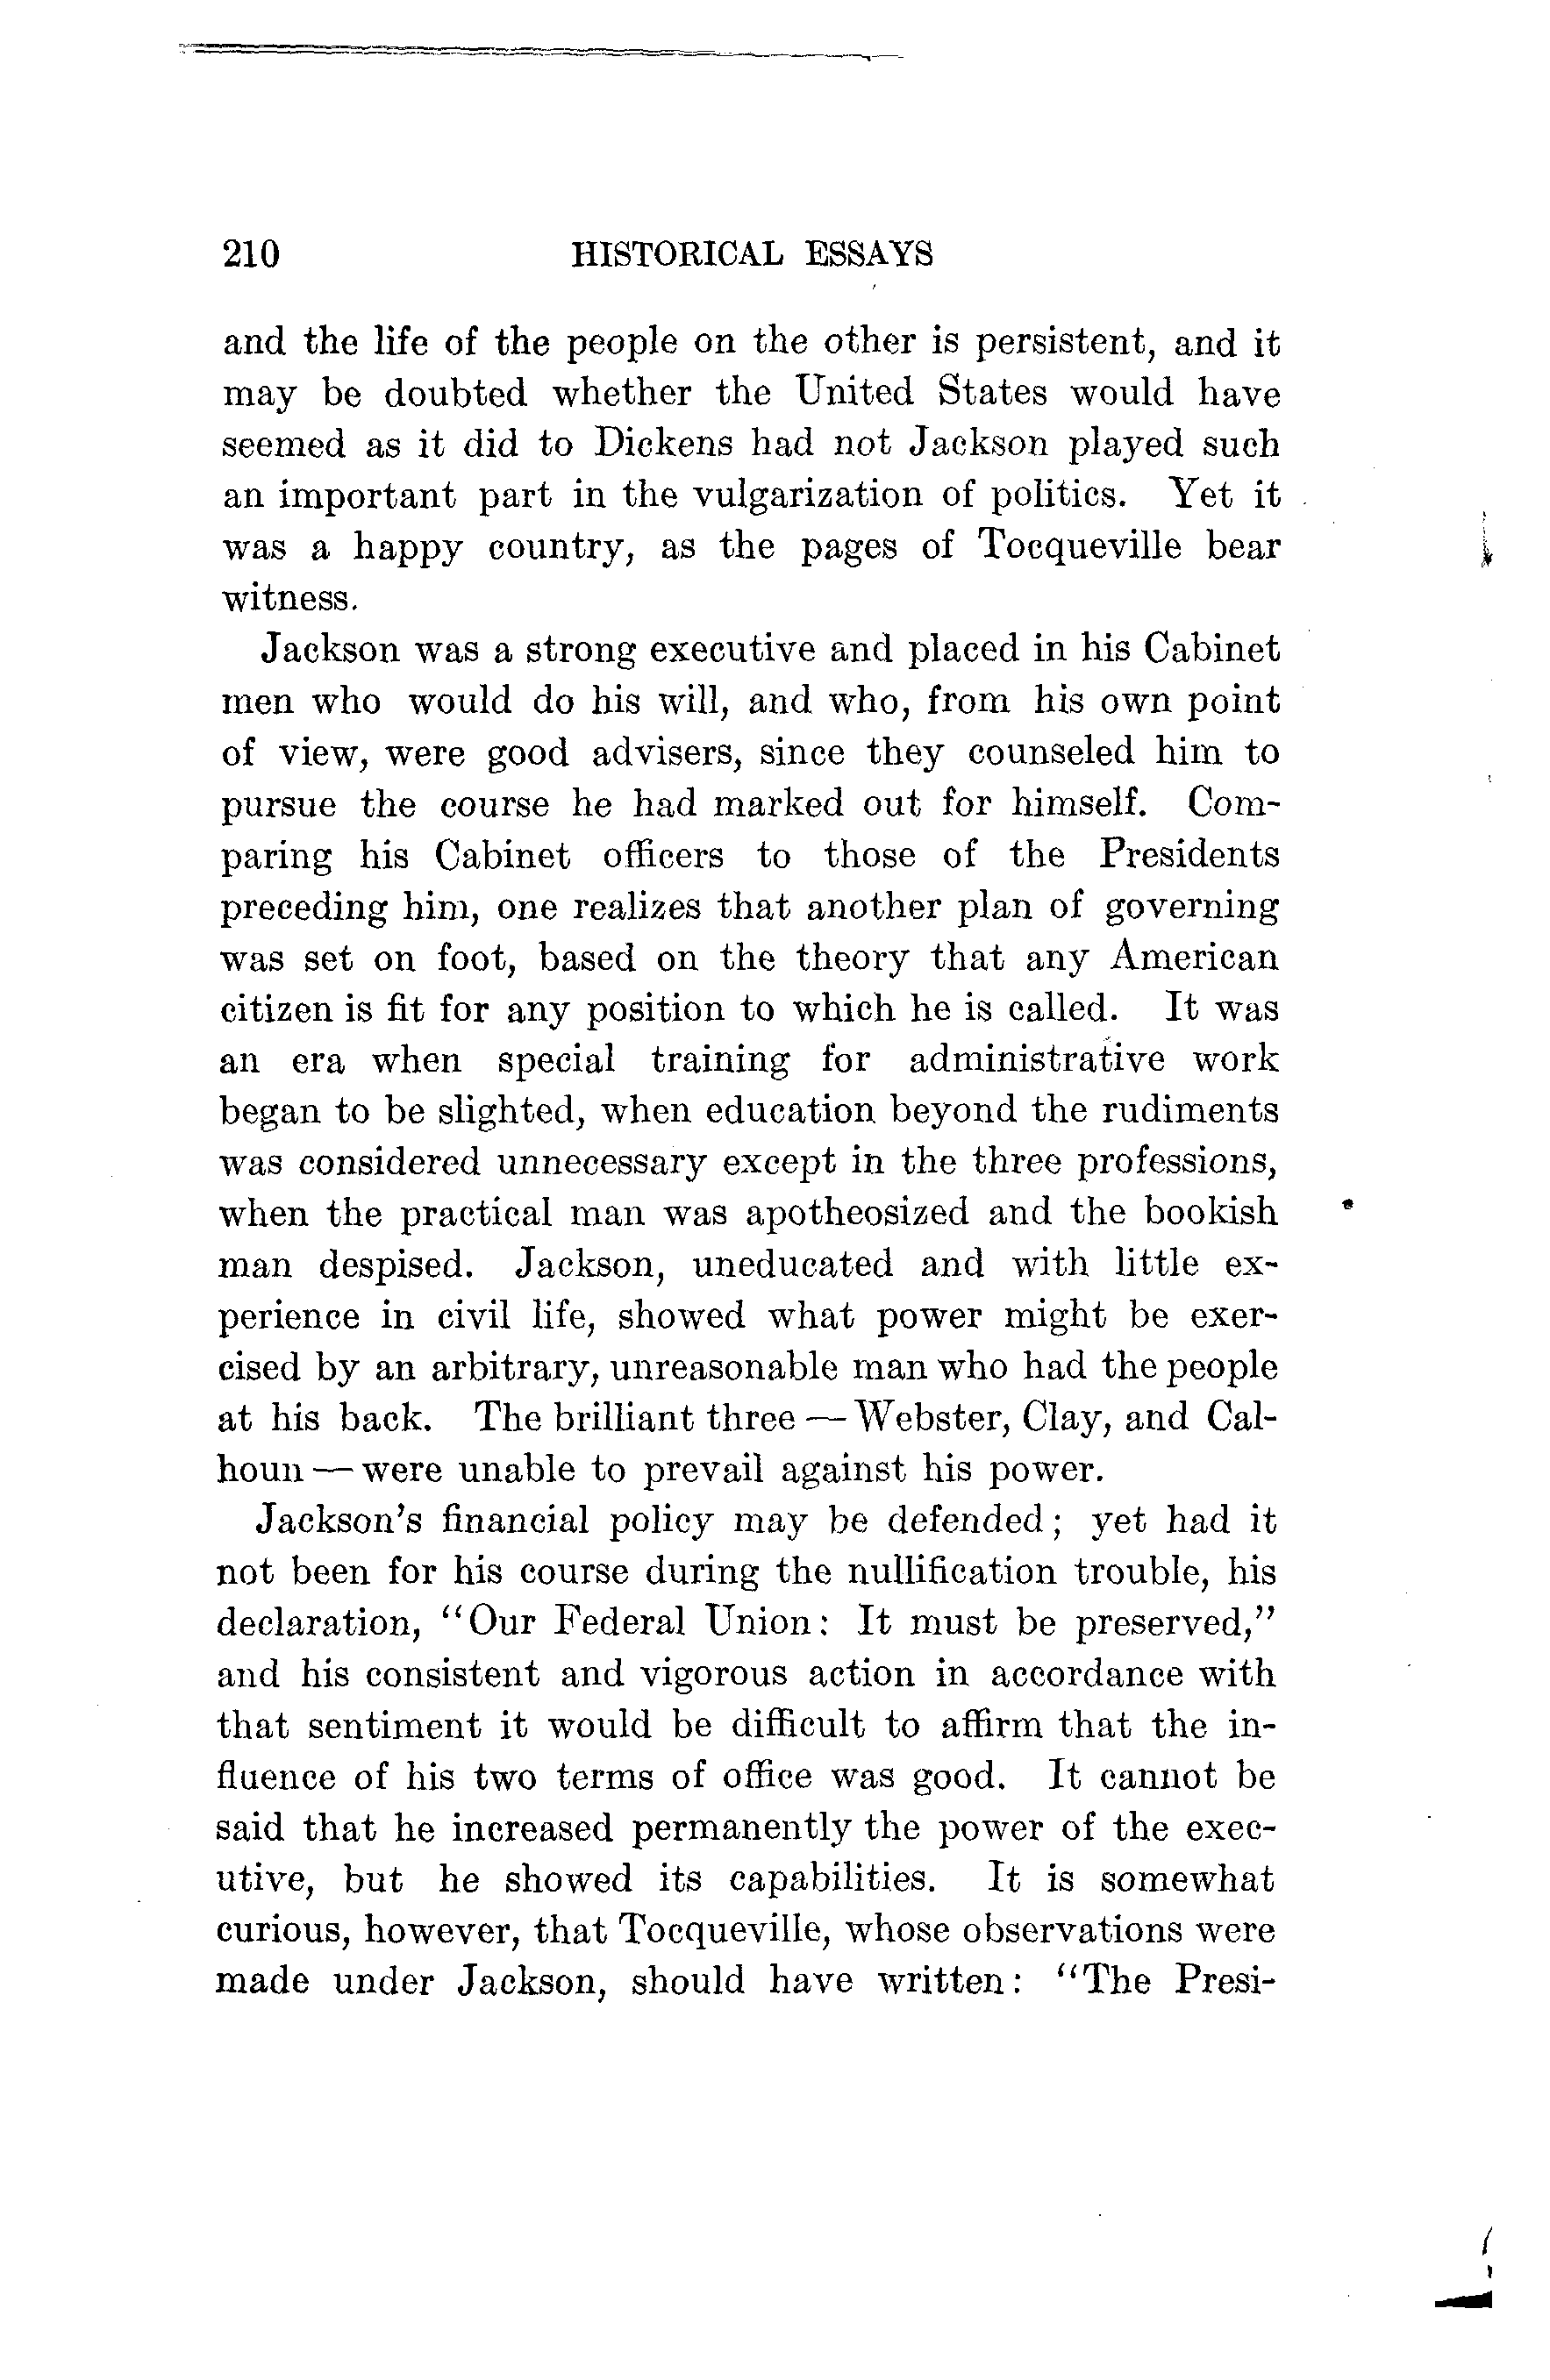 210 HISTORICAL ESSAYS
and the life of the people on the other is persistent, and it
may be doubted whether the United States would have
seemed as it did to Dickens had not Jackson played such
an important part in the vulgarization of politics. Yet it
was a happy country, as the pages of Tocqueville bear
witness.
Jackson was a strong executive and placed in his Cabinet
men who would do his will, and who, from his own point
of view, were good advisers, since they counseled him to
pursue the course he had marked out for himself. Com-
paring his Cabinet officers to those of the Presidents
preceding him, one realizes that another plan of governing
was set on foot, based on the theory that any American
citizen is fit for any position to which he is called. It was
an era when special training for administrative work
began to be slighted, when education beyond the rudiments
was considered unnecessary except in the three professions,
when the practical man was apotheosized and the bookish
man despised. Jackson, uneducated and with little ex-
perience in civil life, showed what power might be exer-
cised by an arbitrary, unreasonable man who had the people
at his back. The brilliant three — Webster, Clay, and Cal-
houn — were unable to prevail against his power.
Jackson's financial policy may be defended; yet had it
not been for his course during the nullification trouble, his
declaration, "Our Federal Union: It must be preserved,"
and his consistent and vigorous action in accordance with
that sentiment it would be difficult to affirm that the in-
fluence of his two terms of office was good. It cannot be
said that he increased permanently the power of the exec-
utive, but he showed its capabilities. It is somewhat
curious, however, that Tocqueville, whose observations were
made under Jackson, should have written: "The Presi-